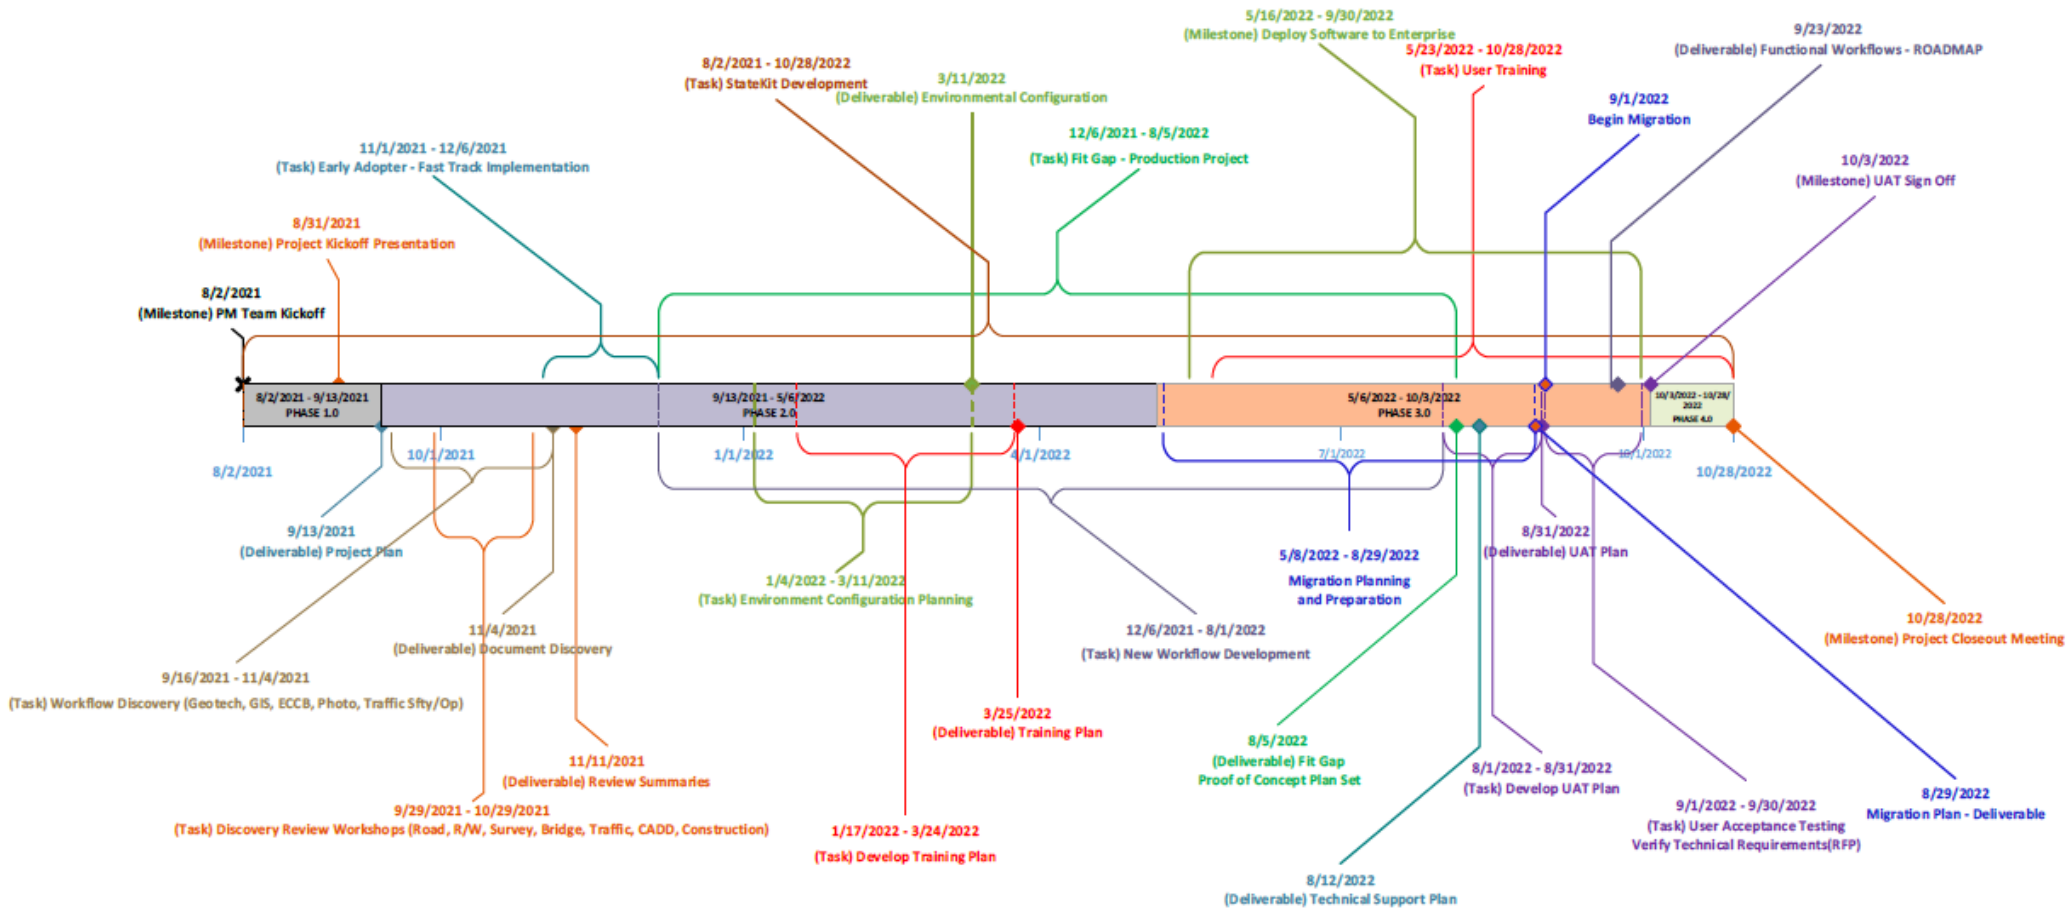 5/16/2022 - 9/30/2022
(Milestone) Deploy Software to Enterprise
9/23/2022
(Deliverable) Functional Workflows - ROADMAP
5/23/2022 - 10/28/2022
(Task) User Training
8/2/2021 - 10/28/2022
(Task) StateKit Development
3/11/2022
(Deliverable) Environmental Configuration
9/1/2022
Begin Migration
12/6/2021 - 8/5/2022
(Task) Fit Gap - Production Project
11/1/2021 - 12/6/2021
(Task) Early Adopter - Fast Track Implementation
10/3/2022
(Milestone) UAT Sign Off
8/31/2021
(Milestone) Project Kickoff Presentation
8/2/2021
(Milestone) PM Team Kickoff
8/2/2021 - 9/13/2021
PHASE 1.0
9/13/2021 - 5/6/2022
PHASE 2.0
5/6/2022 - 10/3/2022
PHASE 3.0
10/3/2022 - 10/28/
2022
PHASE 4.0
8/2/2021
10/1/2021
1/1/2022
4/1/2022
7/1/2022
10/1/2022
10/28/2022
9/13/2021
(Deliverable) Project Plan
8/31/2022
(Deliverable) UAT Plan
5/8/2022 - 8/29/2022
Migration Planning
and Preparation
1/4/2022 - 3/11/2022
(Task) Environment Configuration Planning
10/28/2022
(Milestone) Project Closeout Meeting
11/4/2021
(Deliverable) Document Discovery
12/6/2021 - 8/1/2022
(Task) New Workflow Development
9/16/2021 - 11/4/2021
(Task) Workflow Discovery (Geotech, GIS, ECCB, Photo, Traffic Sfty/Op)
3/25/2022
(Deliverable) Training Plan
8/5/2022
(Deliverable) Fit Gap
Proof of Concept Plan Set
11/11/2021
(Deliverable) Review Summaries
8/1/2022 - 8/31/2022
(Task) Develop UAT Plan
8/29/2022
Migration Plan - Deliverable
9/29/2021 - 10/29/2021
(Task) Discovery Review Workshops (Road, R/W, Survey, Bridge, Traffic, CADD, Construction)
9/1/2022 - 9/30/2022
(Task) User Acceptance Testing
Verify Technical Requirements(RFP)
1/17/2022 - 3/24/2022
(Task) Develop Training Plan
8/12/2022
(Deliverable) Technical Support Plan